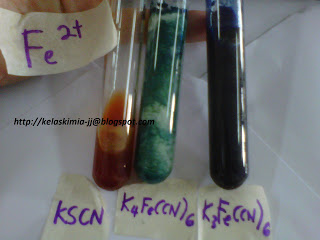 Fe²⁺
http://kelaskimia-jj@blogspot.com
KSCN
K₄Fe(CN)₆
K₃Fe(CN)₆